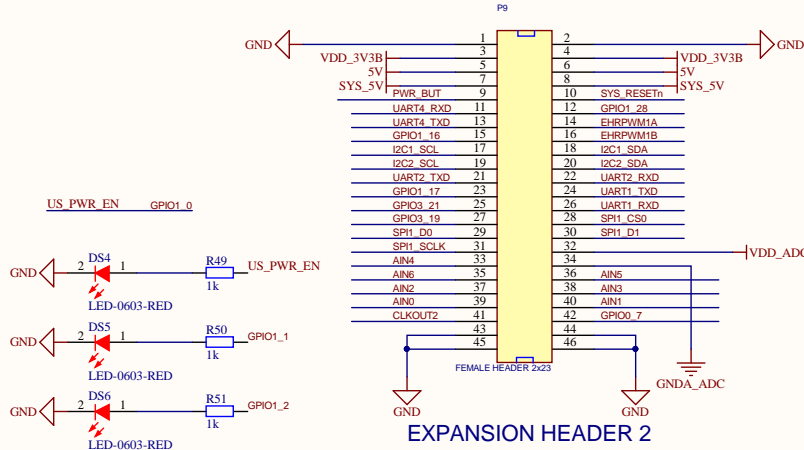 P9
GND 1 2 GND
VDD_3V3B 3 4 VDD_3V3B
5V 5 6 5V
SYS_5V 7 8 SYS_5V
PWR_BUT 9 10 SYS_RESETn
UART4_RXD 11 12 GPIO1_28
UART4_TXD 13 14 EHRPWM1A
GPIO1_16 15 16 EHRPWM1B
I2C1_SCL 17 18 I2C1_SDA
I2C2_SCL 19 20 I2C2_SDA
UART2_TXD 21 22 UART2_RXD
GPIO1_17 23 24 UART1_TXD
GPIO3_21 25 26 UART1_RXD
GPIO3_19 27 28 SPI1_CS0
SPI1_D0 29 30 SPI1_D1
SPI1_SCLK 31 32 VDD_ADC
AIN4 33 34
AIN6 35 36 AIN5
AIN2 37 38 AIN3
AIN0 39 40 AIN1
CLKOUT2 41 42 GPIO0_7
43 44
45 46
FEMALE HEADER 2x23
GNDA_ADC
GND GND
EXPANSION HEADER 2
US_PWR_EN GPIO1_0
DS4 R49
GND 2 1 US_PWR_EN
1k
LED-0603-RED
DS5 R50
GND 2 1 GPIO1_1
1k
LED-0603-RED
DS6 R51
GND 2 1 GPIO1_2
1k
LED-0603-RED